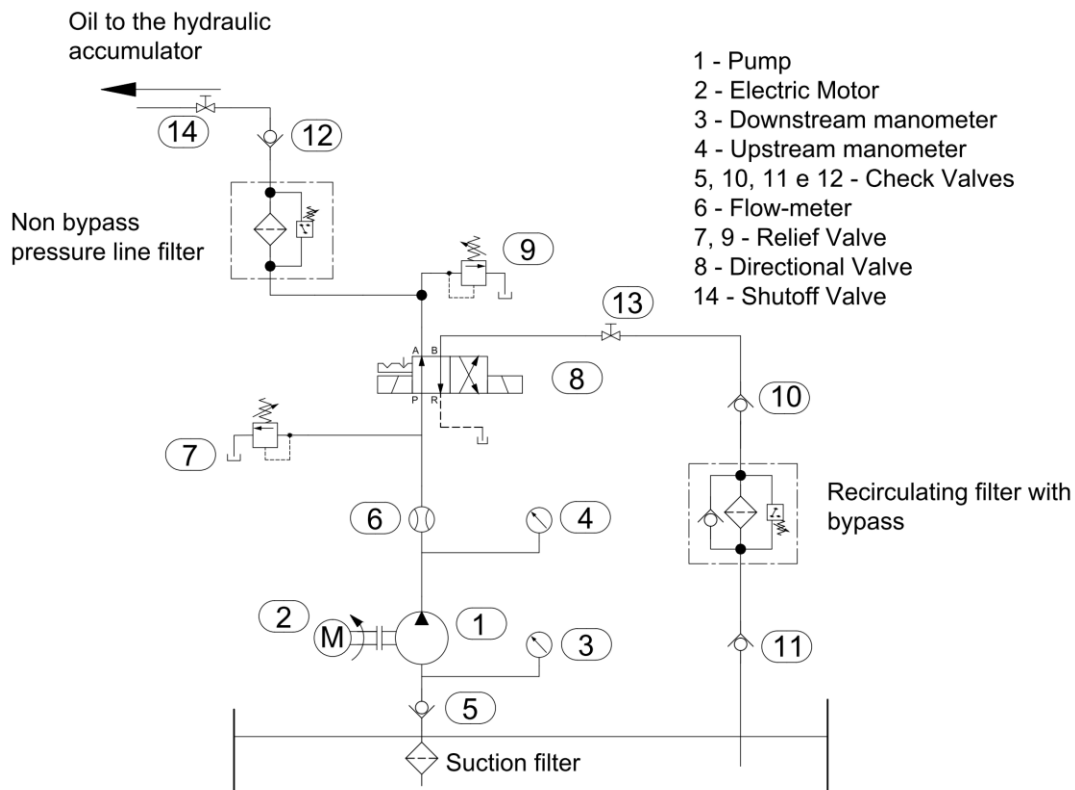 Oil to the hydraulic
accumulator
14
12
Non bypass
pressure line filter
9
1 - Pump
2 - Electric Motor
3 - Downstream manometer
4 - Upstream manometer
5, 10, 11 e 12 - Check Valves
6 - Flow-meter
7, 9 - Relief Valve
8 - Directional Valve
14 - Shutoff Valve
13
A B
8
P R
10
7
Recirculating filter with
bypass
6
4
2
M
1
3
11
5
Suction filter